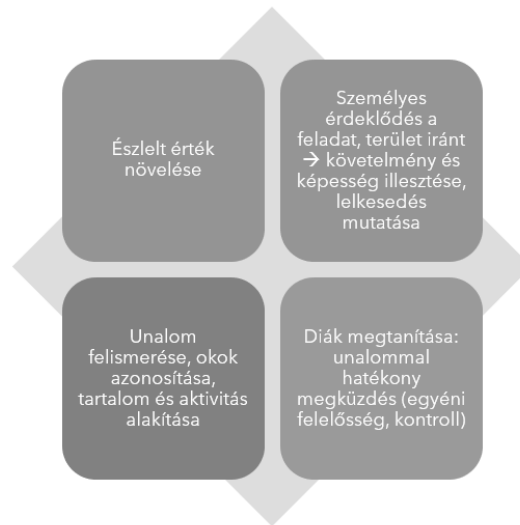 Észlelt érték
növelése
Személyes
érdeklődés a
feladat, terület iránt
→ követelmény és
képesség illesztése,
lelkesedés
mutatása
Unalom
felismerése, okok
azonosítása,
tartalom és aktivitás
alakítása
Diák megtanítása:
unalommal
hatékony
megküzdés (egyéni
felelősség, kontroll)